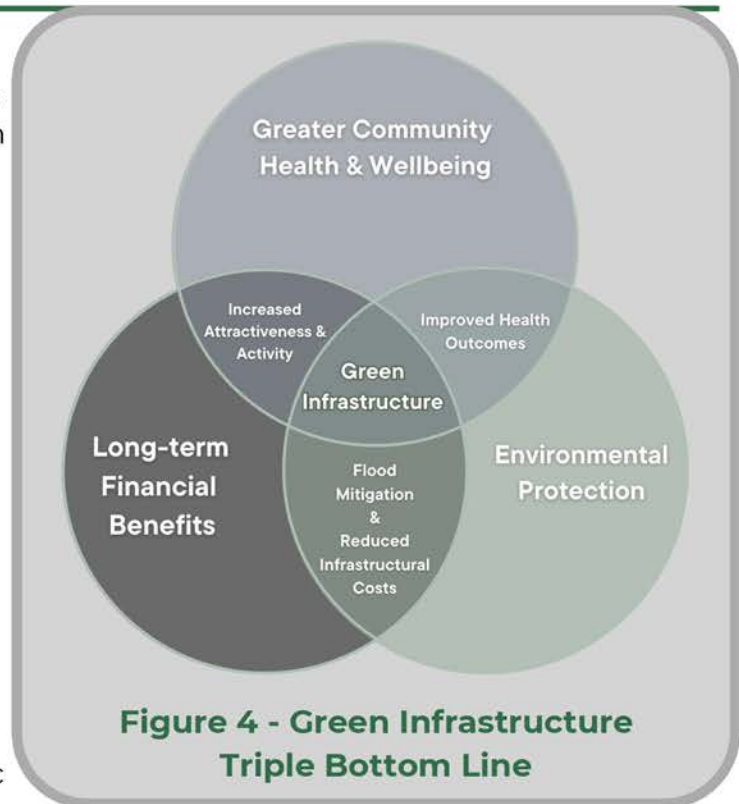 Greater Community
Health & Wellbeing
Increased
Attractiveness &
Activity
Improved Health
Outcomes
Green
Infrastructure
Long-term
Financial
Benefits
Environmental
Protection
Flood
Mitigation
&
Reduced
Infrastructural
Costs
Figure 4 - Green Infrastructure
Triple Bottom Line